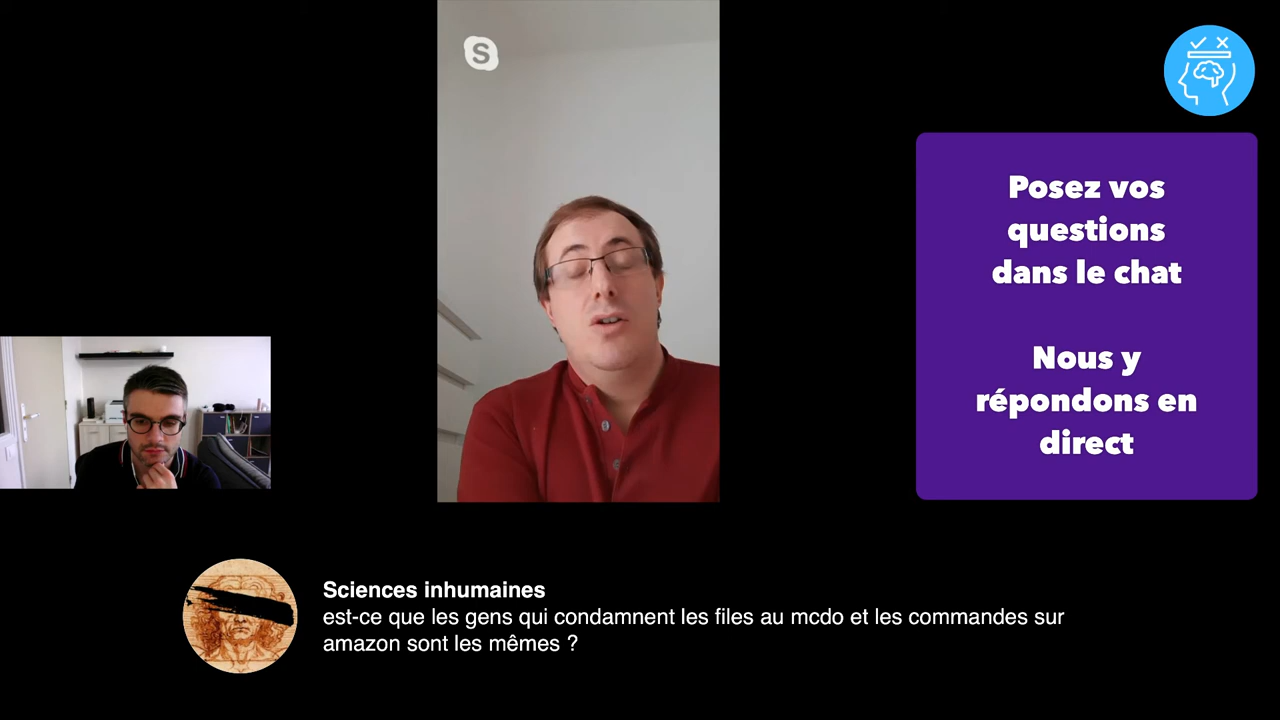 S
Posez vos
questions
dans le chat
Nous y
répondons en
direct
Sciences inhumaines
est-ce que les gens qui condamnent les files au mcdo et les commandes sur
amazon sont les mêmes ?